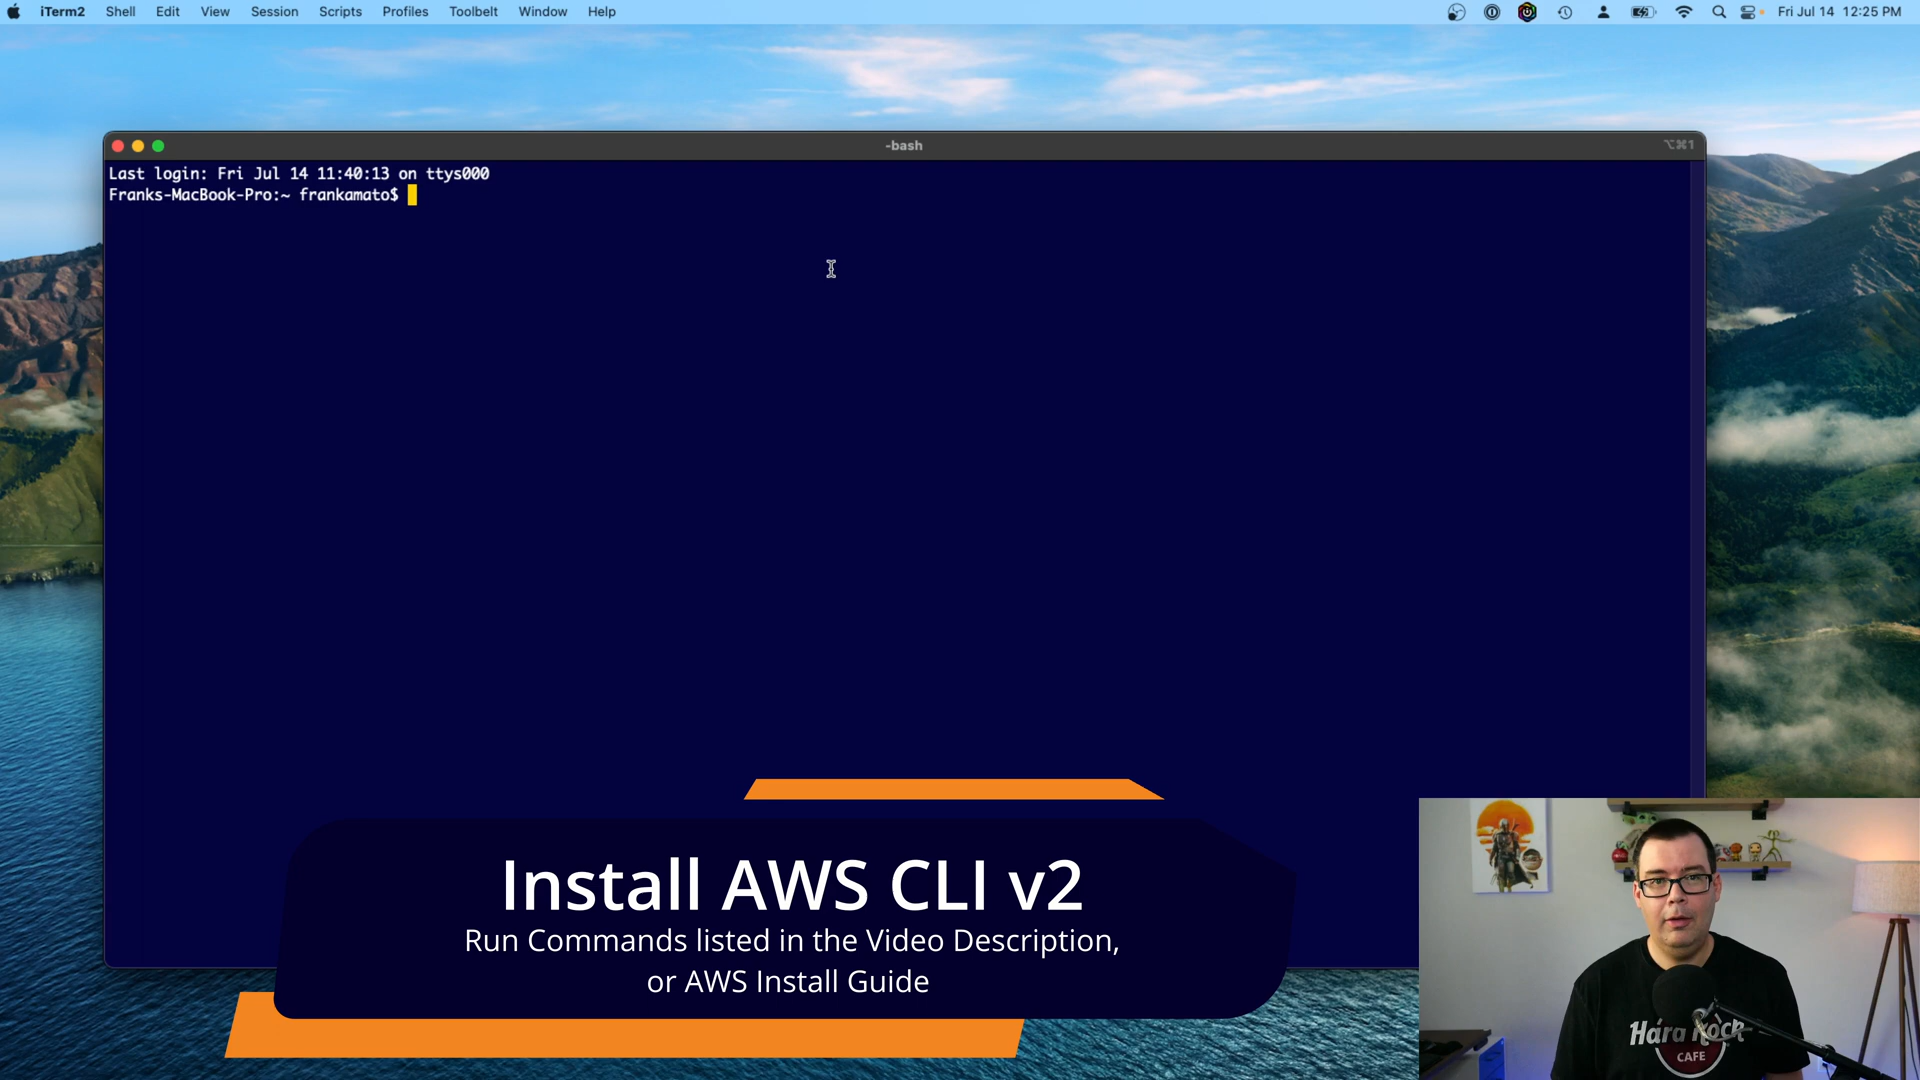 iTerm2 Shell Edit View Session Scripts Profiles Toolbelt Window Help Fri Jul 14 12:25 PM
-bash ⌥⌘1
Last login: Fri Jul 14 11:40:13 on ttys000
Franks-MacBook-Pro:~ frankamato$
Install AWS CLI v2
Run Commands listed in the Video Description,
or AWS Install Guide
Hard Rock
CAFE